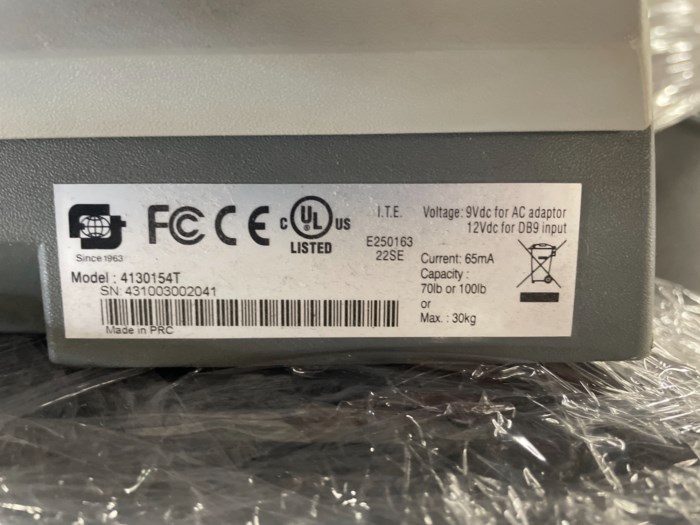 Since 1963
FC CE
c UL US
LISTED
I.T.E.
E250163
22SE
Voltage: 9Vdc for AC adaptor
12Vdc for DB9 input
Current: 65mA
Capacity :
70lb or 100lb
or
Max. : 30kg
Model : 4130154T
SN: 431003002041
Made in PRC